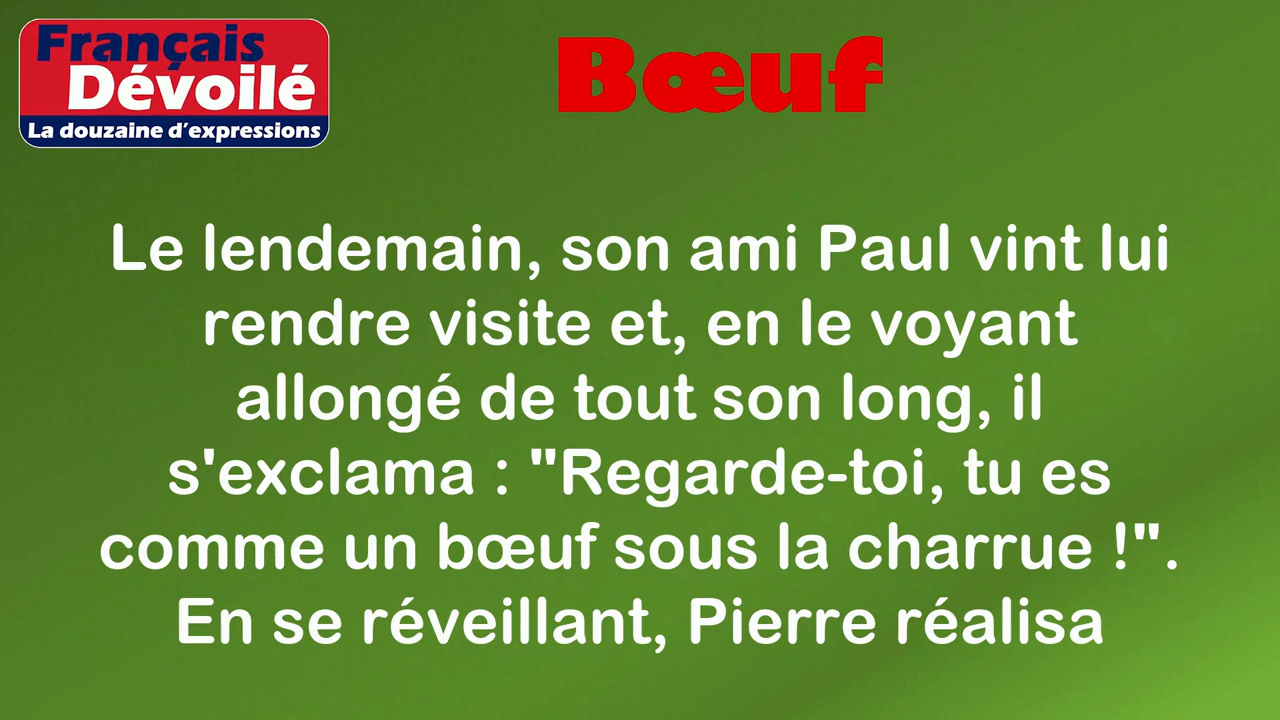 Français
Dévoilé
La douzaine d'expressions
Bœuf
Le lendemain, son ami Paul vint lui
rendre visite et, en le voyant
allongé de tout son long, il
s'exclama : "Regarde-toi, tu es
comme un bœuf sous la charrue !".
En se réveillant, Pierre réalisa